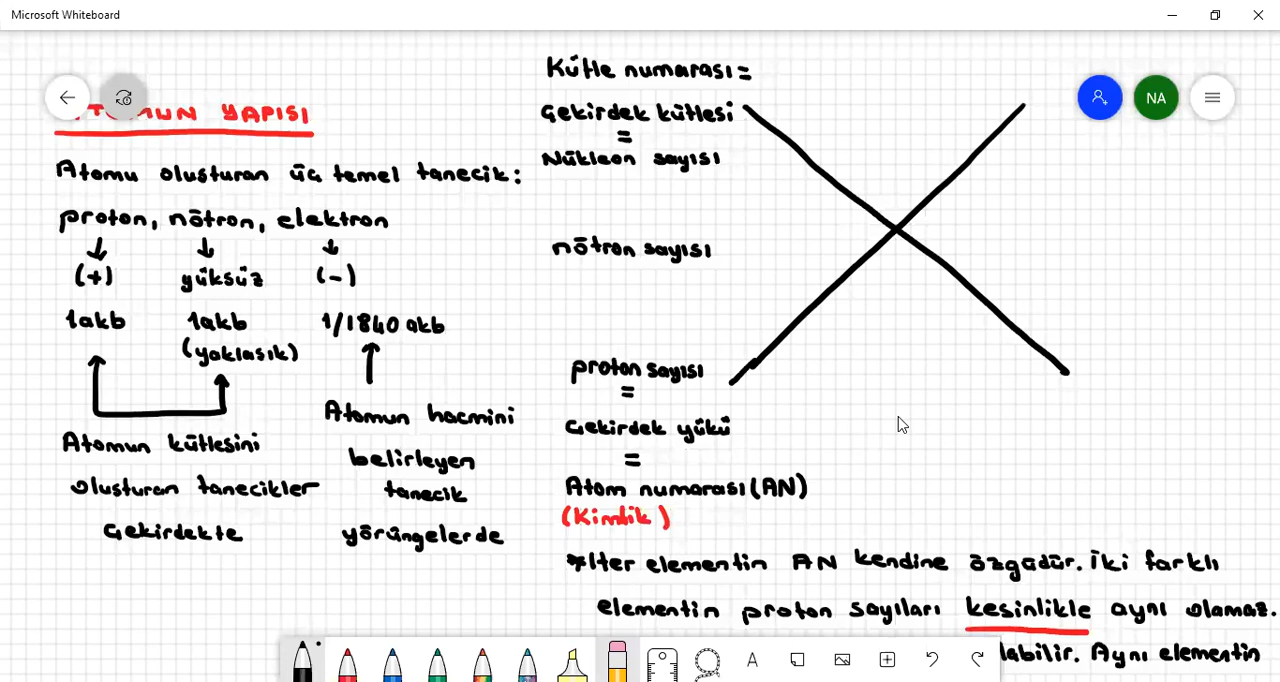 Microsoft Whiteboard
NA
ATOMUN YAPISI
Atomu oluşturan üç temel tanecik:
proton, nötron, elektron
(+) yüksüz (-)
1akb 1akb 1/1840 akb
(yaklaşık)
Atomun kütlesini
oluşturan tanecikler
Çekirdekte
Atomun hacmini
belirleyen
tanecik
yörüngelerde
Kütle numarası =
Çekirdek kütlesi
=
Nükleon sayısı
nötron sayısı
proton sayısı
=
Çekirdek yükü
=
Atom numarası (AN)
(Kimlik)
*Her elementin AN kendine özgüdür. İki farklı
elementin proton sayıları kesinlikle aynı olamaz.
labilir. Aynı elementin
A